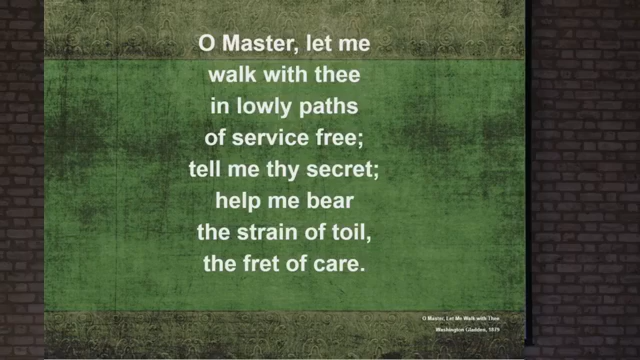 O Master, let me
walk with thee
in lowly paths
of service free;
tell me thy secret;
help me bear
the strain of toil,
the fret of care.
O Master, Let Me Walk with Thee
Washington Gladden, 1879